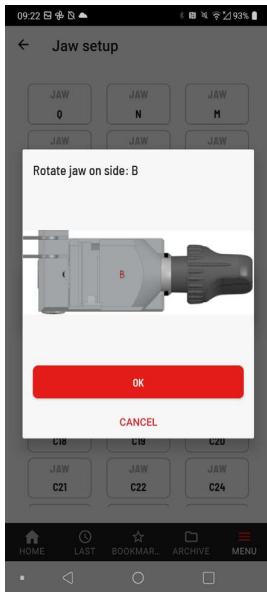 09:22 93%
Jaw setup
JAW JAW JAW
Q N M
JAW JAW JAW
Rotate jaw on side: B
B
OK
CANCEL
C18 C19 C20
JAW JAW JAW
C21 C22 C24
HOME LAST BOOKMAR.. ARCHIVE MENU